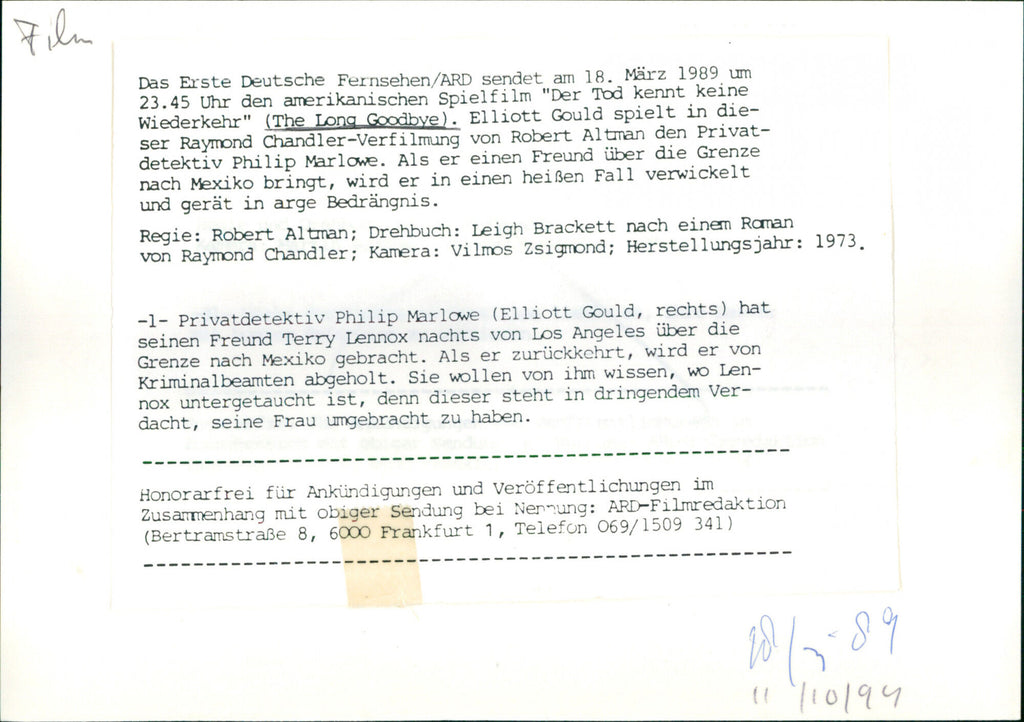 Film
Das Erste Deutsche Fernsehen/ARD sendet am 18. März 1989 um
23.45 Uhr den amerikanischen Spielfilm "Der Tod kennt keine
Wiederkehr" (The Long Goodbye). Elliott Gould spielt in die-
ser Raymond Chandler-Verfilmung von Robert Altman den Privat-
detektiv Philip Marlowe. Als er einen Freund über die Grenze
nach Mexiko bringt, wird er in einen heißen Fall verwickelt
und gerät in arge Bedrängnis.
Regie: Robert Altman; Drehbuch: Leigh Brackett nach einem Roman
von Raymond Chandler; Kamera: Vilmos Zsigmond; Herstellungsjahr: 1973.
-1- Privatdetektiv Philip Marlowe (Elliott Gould, rechts) hat
seinen Freund Terry Lennox nachts von Los Angeles über die
Grenze nach Mexiko gebracht. Als er zurückkehrt, wird er von
Kriminalbeamten abgeholt. Sie wollen von ihm wissen, wo Len-
nox untergetaucht ist, denn dieser steht in dringendem Ver-
dacht, seine Frau umgebracht zu haben.
Honorarfrei für Ankündigungen und Veröffentlichungen im
Zusammenhang mit obiger Sendung bei Nennung: ARD-Filmredaktion
(Bertramstraße 8, 6000 Frankfurt 1, Telefon 069/1509 341)
89
11/10/94